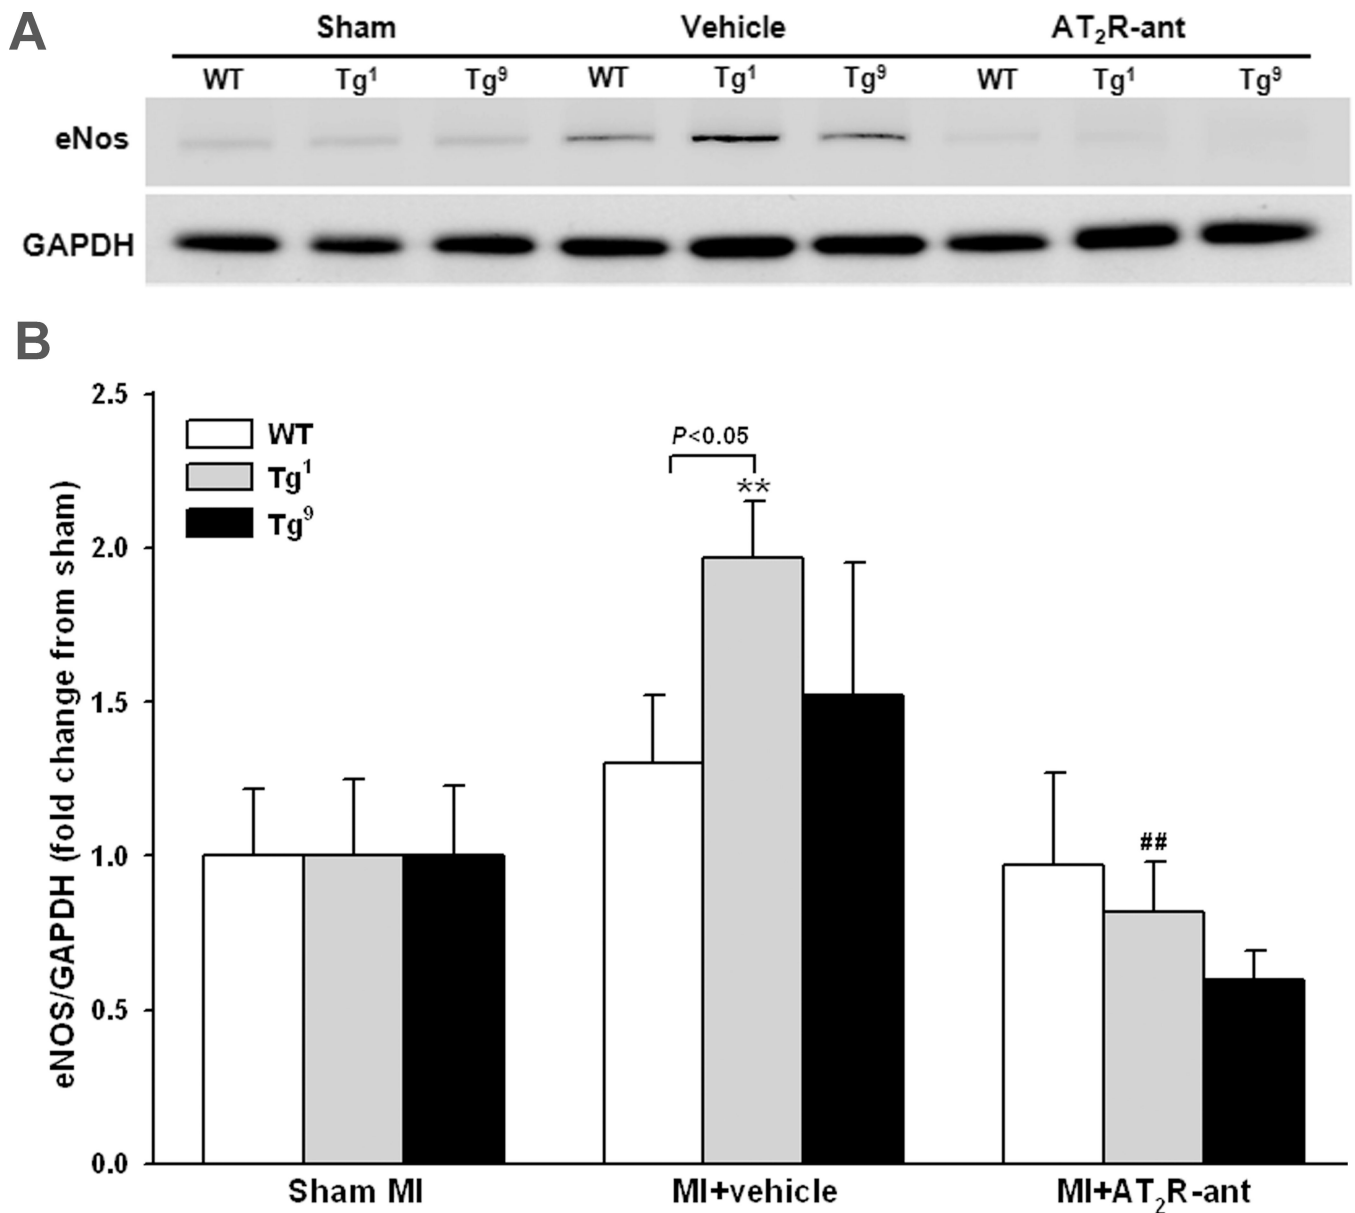 A
Sham Vehicle AT₂R-ant
WT Tg¹ Tg⁹ WT Tg¹ Tg⁹ WT Tg¹ Tg⁹
eNos
GAPDH
B
eNOS/GAPDH (fold change from sham)
2.5
2.0
1.5
1.0
0.5
0.0
WT
Tg¹
Tg⁹
P<0.05
**
##
Sham MI MI+vehicle MI+AT₂R-ant